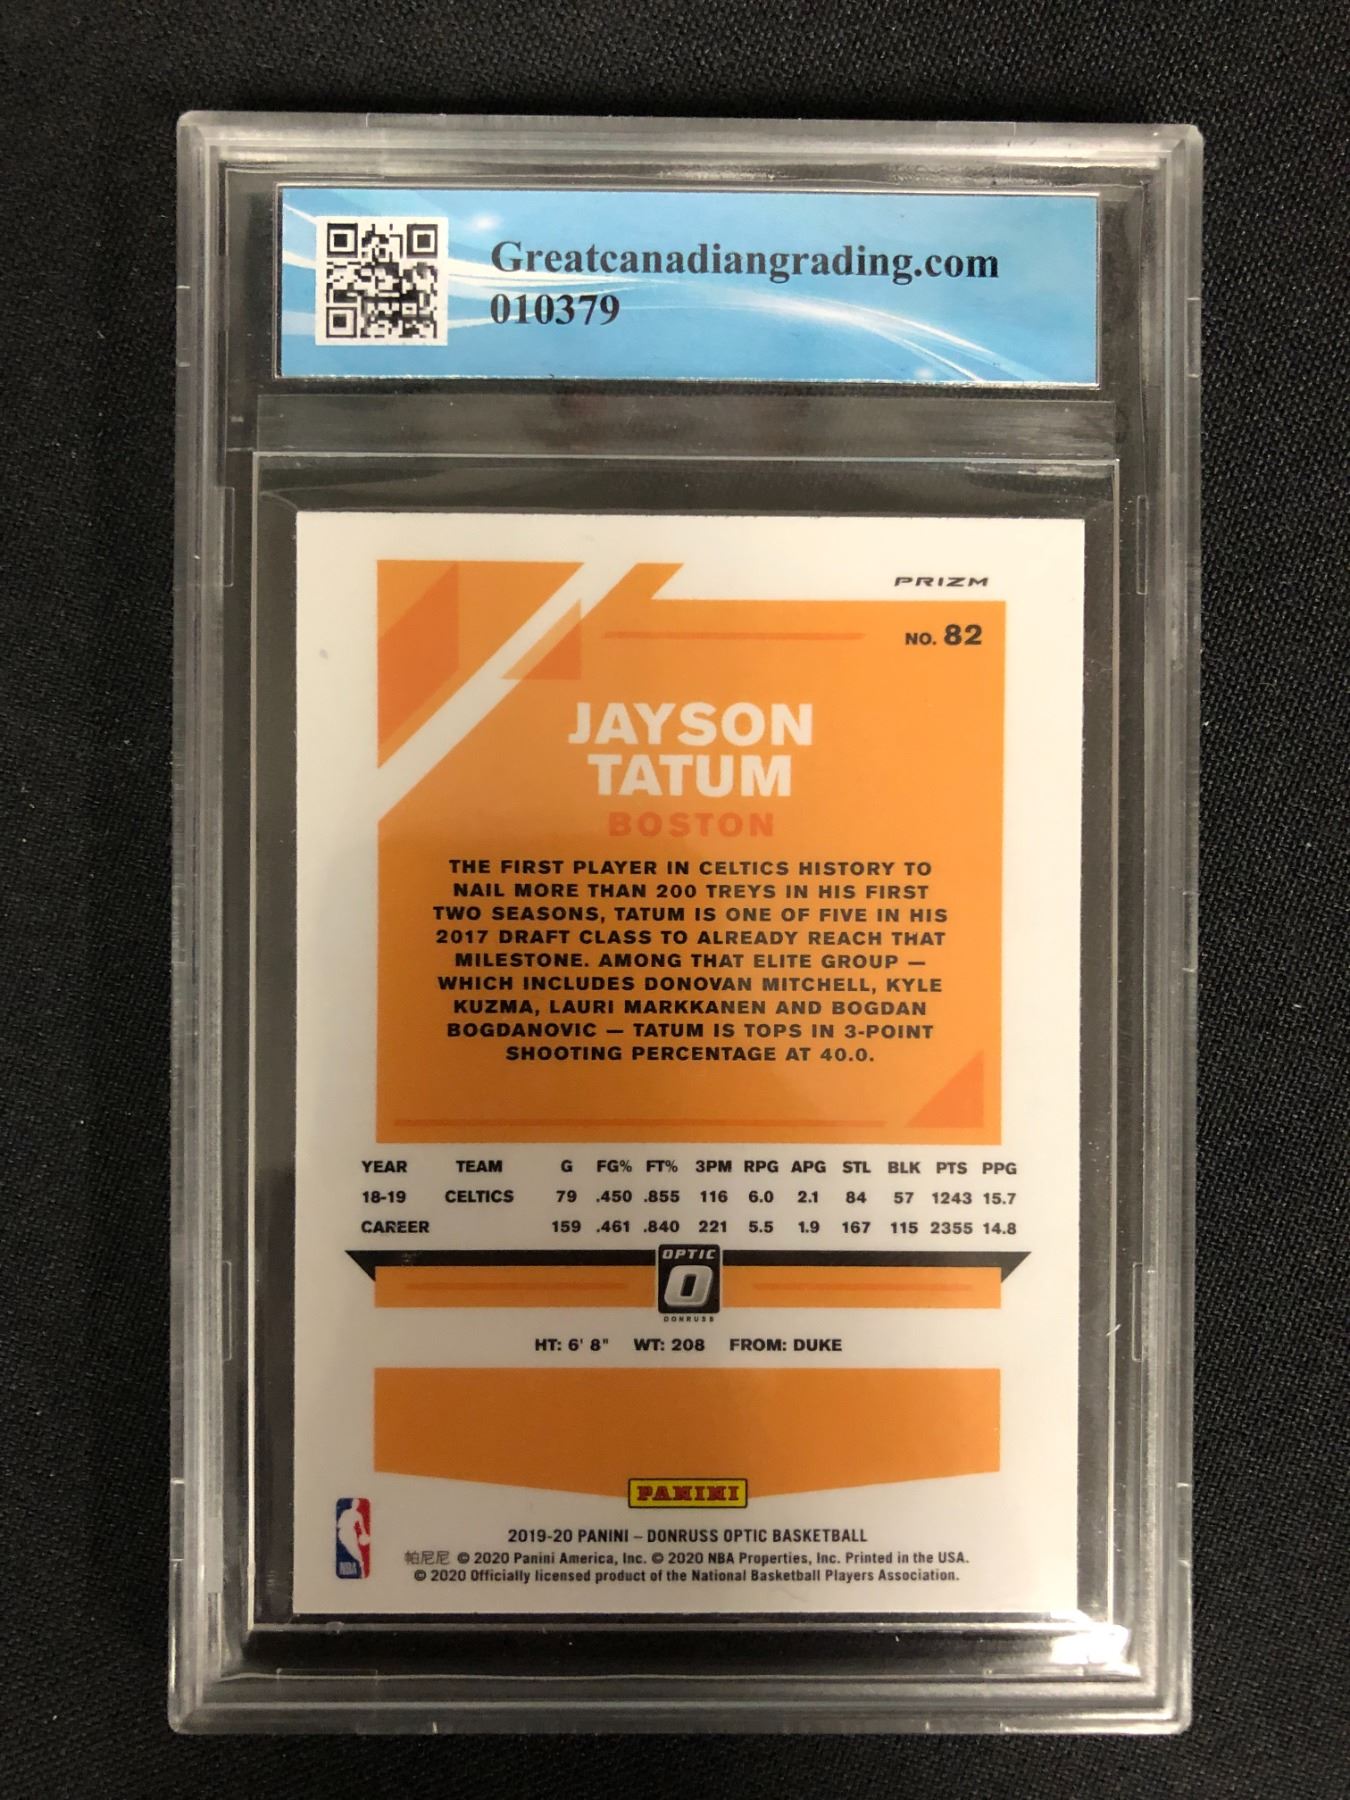 Greatcanadiangrading.com
010379
PRIZM
NO. 82
JAYSON
TATUM
BOSTON
THE FIRST PLAYER IN CELTICS HISTORY TO
NAIL MORE THAN 200 TREYS IN HIS FIRST
TWO SEASONS, TATUM IS ONE OF FIVE IN HIS
2017 DRAFT CLASS TO ALREADY REACH THAT
MILESTONE. AMONG THAT ELITE GROUP —
WHICH INCLUDES DONOVAN MITCHELL, KYLE
KUZMA, LAURI MARKKANEN AND BOGDAN
BOGDANOVIC — TATUM IS TOPS IN 3-POINT
SHOOTING PERCENTAGE AT 40.0.
YEAR TEAM G FG% FT% 3PM RPG APG STL BLK PTS PPG
18-19 CELTICS 79 .450 .855 116 6.0 2.1 84 57 1243 15.7
CAREER 159 .461 .840 221 5.5 1.9 167 115 2355 14.8
OPTIC
O
DONRUSS
HT: 6' 8" WT: 208 FROM: DUKE
PANINI
NBA
2019-20 PANINI – DONRUSS OPTIC BASKETBALL
帕尼尼 © 2020 Panini America, Inc. © 2020 NBA Properties, Inc. Printed in the USA.
© 2020 Officially licensed product of the National Basketball Players Association.